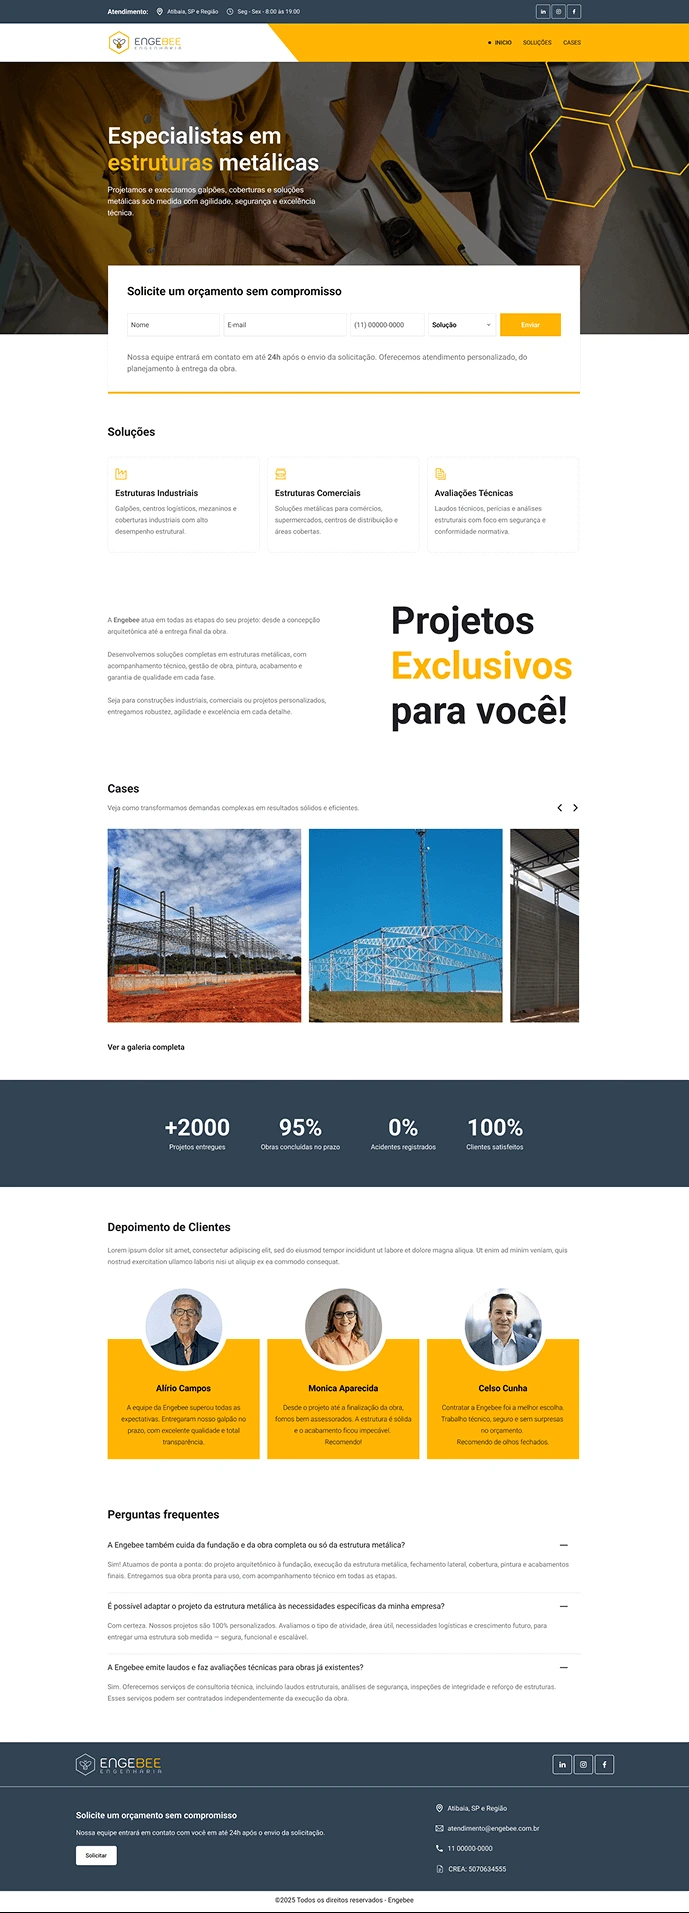 Atendimento: Atibaia, SP e Região Seg - Sex - 8:00 às 19:00
in f
ENGEBEE
ENGENHARIA
INICIO SOLUÇÕES CASES
Especialistas em
estruturas metálicas
Projetamos e executamos galpões, coberturas e soluções
metálicas sob medida com agilidade, segurança e excelência
técnica.
Solicite um orçamento sem compromisso
Nome E-mail (11) 00000-0000 Solução Enviar
Nossa equipe entrará em contato em até 24h após o envio da solicitação. Oferecemos atendimento personalizado, do
planejamento à entrega da obra.
Soluções
Estruturas Industriais
Galpões, centros logísticos, mezaninos e
coberturas industriais com alto
desempenho estrutural.
Estruturas Comerciais
Soluções metálicas para comércios,
supermercados, centros de distribuição e
áreas cobertas.
Avaliações Técnicas
Laudos técnicos, perícias e análises
estruturais com foco em segurança e
conformidade normativa.
A Engebee atua em todas as etapas do seu projeto: desde a concepção
arquitetônica até a entrega final da obra.
Desenvolvemos soluções completas em estruturas metálicas, com
acompanhamento técnico, gestão de obra, pintura, acabamento e
garantia de qualidade em cada fase.
Seja para construções industriais, comerciais ou projetos personalizados,
entregamos robustez, agilidade e excelência em cada detalhe.
Projetos
Exclusivos
para você!
Cases
Veja como transformamos demandas complexas em resultados sólidos e eficientes.
Ver a galeria completa
+2000
Projetos entregues
95%
Obras concluídas no prazo
0%
Acidentes registrados
100%
Clientes satisfeitos
Depoimento de Clientes
Lorem ipsum dolor sit amet, consectetur adipiscing elit, sed do eiusmod tempor incididunt ut labore et dolore magna aliqua. Ut enim ad minim veniam, quis
nostrud exercitation ullamco laboris nisi ut aliquip ex ea commodo consequat.
Alírio Campos
A equipe da Engebee superou todas as
expectativas. Entregaram nosso galpão no
prazo, com excelente qualidade e total
transparência.
Monica Aparecida
Desde o projeto até a finalização da obra,
fomos bem assessorados. A estrutura é sólida
e o acabamento ficou impecável.
Recomendo!
Celso Cunha
Contratar a Engebee foi a melhor escolha.
Trabalho técnico, seguro e sem surpresas
no orçamento.
Recomendo de olhos fechados.
Perguntas frequentes
A Engebee também cuida da fundação e da obra completa ou só da estrutura metálica?
Sim! Atuamos de ponta a ponta: do projeto arquitetônico à fundação, execução da estrutura metálica, fechamento lateral, cobertura, pintura e acabamentos
finais. Entregamos sua obra pronta para uso, com acompanhamento técnico em todas as etapas.
É possível adaptar o projeto da estrutura metálica às necessidades específicas da minha empresa?
Com certeza. Nossos projetos são 100% personalizados. Avaliamos o tipo de atividade, área útil, necessidades logísticas e crescimento futuro, para
entregar uma estrutura sob medida — segura, funcional e escalável.
A Engebee emite laudos e faz avaliações técnicas para obras já existentes?
Sim. Oferecemos serviços de consultoria técnica, incluindo laudos estruturais, análises de segurança, inspeções de integridade e reforço de estruturas.
Esses serviços podem ser contratados independentemente da execução da obra.
ENGEBEE
ENGENHARIA
in f
Solicite um orçamento sem compromisso
Nossa equipe entrará em contato com você em até 24h após o envio da solicitação.
Solicitar
Atibaia, SP e Região
atendimento@engebee.com.br
11 00000-0000
CREA: 5070634555
©2025 Todos os direitos reservados - Engebee